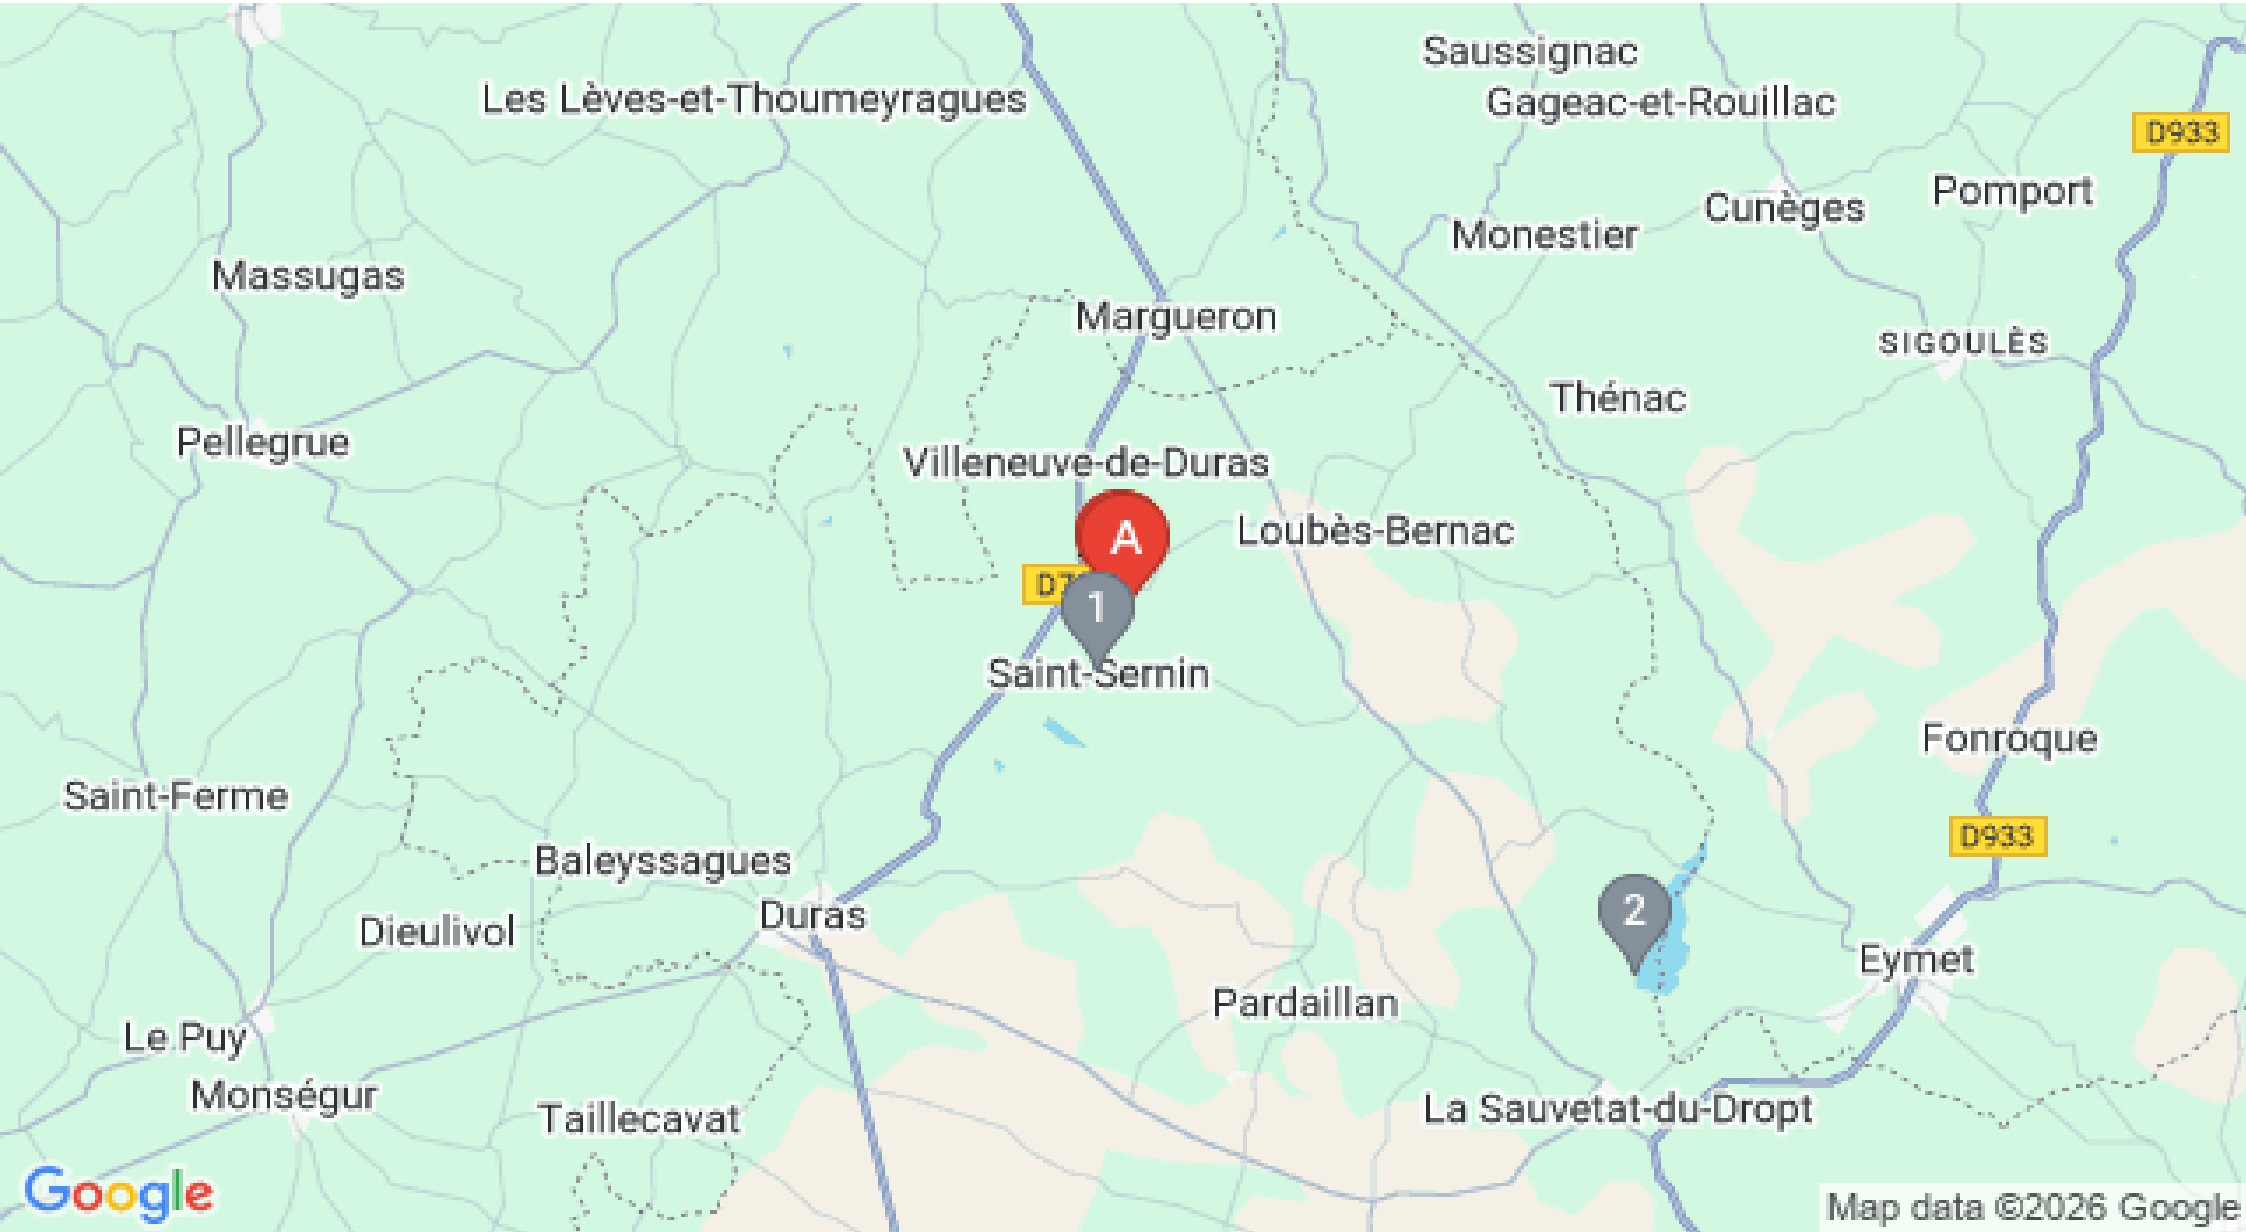 Saussignac
Les Lèves-et-Thoumeyragues
Gageac-et-Rouillac
D933
Pomport
Cunèges
Monestier
Massugas
Margueron
SIGOULÈS
Thénac
Pellegrue
Villeneuve-de-Duras
Loubès-Bernac
A
1
Saint-Sernin
Fonroque
Saint-Ferme
D933
Baleyssagues
Duras
2
Dieulivol
Eymet
Pardaillan
Le Puy
Monségur
La Sauvetat-du-Dropt
Taillecavat
Google
Map data ©2026 Google